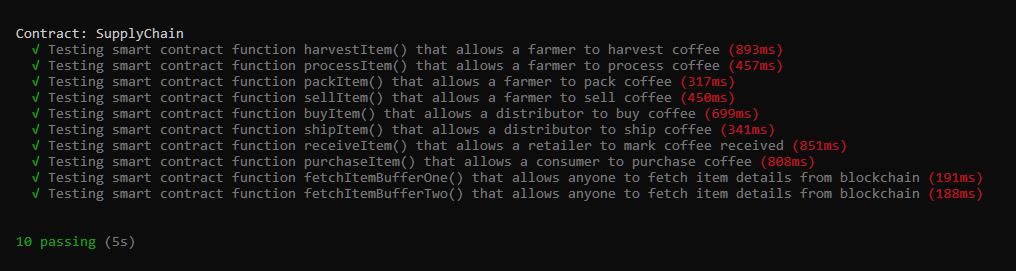 Contract: SupplyChain
√ Testing smart contract function harvestItem() that allows a farmer to harvest coffee (893ms)
√ Testing smart contract function processItem() that allows a farmer to process coffee (457ms)
√ Testing smart contract function packItem() that allows a farmer to pack coffee (317ms)
√ Testing smart contract function sellItem() that allows a farmer to sell coffee (450ms)
√ Testing smart contract function buyItem() that allows a distributor to buy coffee (699ms)
√ Testing smart contract function shipItem() that allows a distributor to ship coffee (341ms)
√ Testing smart contract function receiveItem() that allows a retailer to mark coffee received (851ms)
√ Testing smart contract function purchaseItem() that allows a consumer to purchase coffee (808ms)
√ Testing smart contract function fetchItemBufferOne() that allows anyone to fetch item details from blockchain (191ms)
√ Testing smart contract function fetchItemBufferTwo() that allows anyone to fetch item details from blockchain (188ms)
10 passing (5s)